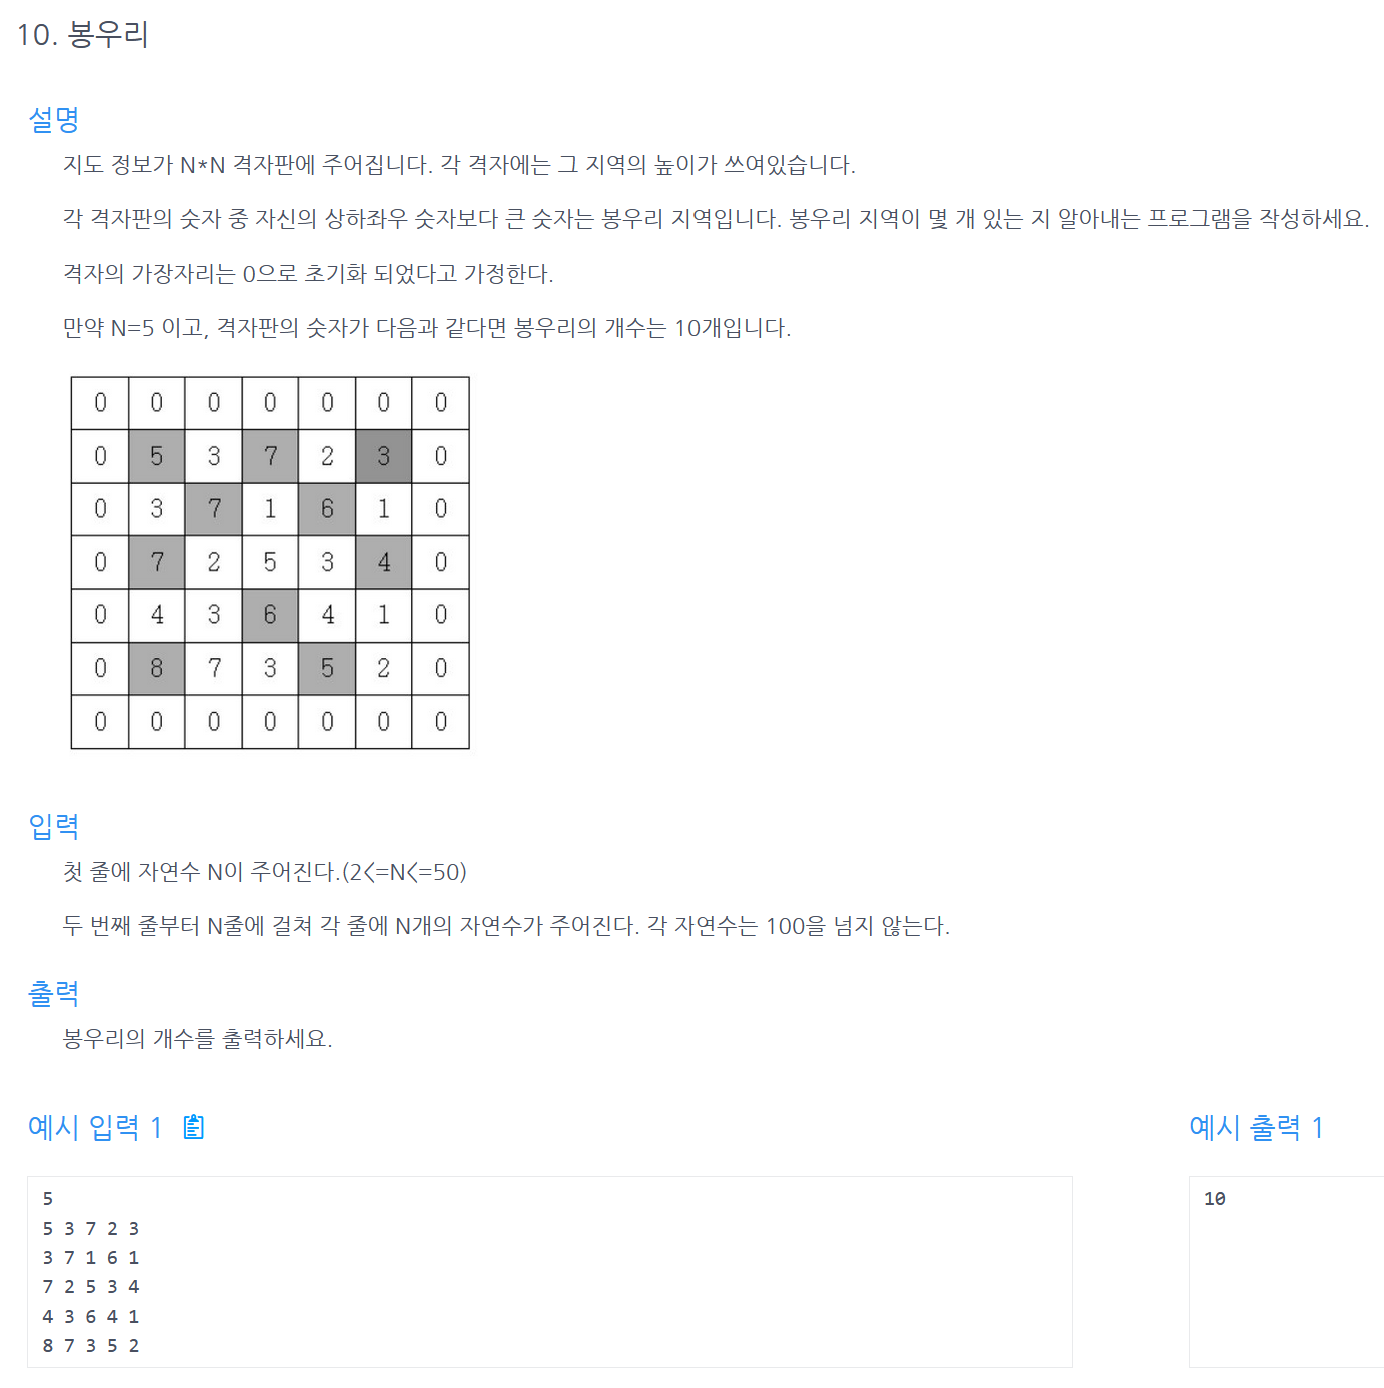 10. 봉우리
설명
지도 정보가 N*N 격자판에 주어집니다. 각 격자에는 그 지역의 높이가 쓰여있습니다.
각 격자판의 숫자 중 자신의 상하좌우 숫자보다 큰 숫자는 봉우리 지역입니다. 봉우리 지역이 몇 개 있는 지 알아내는 프로그램을 작성하세요.
격자의 가장자리는 0으로 초기화 되었다고 가정한다.
만약 N=5 이고, 격자판의 숫자가 다음과 같다면 봉우리의 개수는 10개입니다.
0 0 0 0 0 0 0
0 5 3 7 2 3 0
0 3 7 1 6 1 0
0 7 2 5 3 4 0
0 4 3 6 4 1 0
0 8 7 3 5 2 0
0 0 0 0 0 0 0
입력
첫 줄에 자연수 N이 주어진다.(2<=N<=50)
두 번째 줄부터 N줄에 걸쳐 각 줄에 N개의 자연수가 주어진다. 각 자연수는 100을 넘지 않는다.
출력
봉우리의 개수를 출력하세요.
예시 입력 1
5
5 3 7 2 3
3 7 1 6 1
7 2 5 3 4
4 3 6 4 1
8 7 3 5 2
예시 출력 1
10